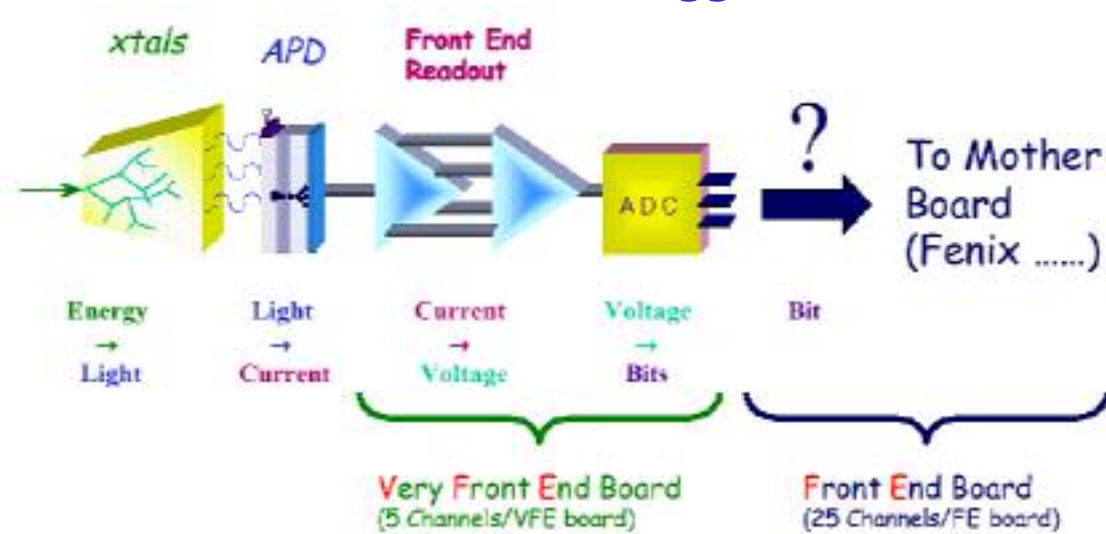 xtals
APD
Front End
Readout
?
ADC
To Mother
Board
(Fenix ......)
Energy
→
Light
Light
→
Current
Current
→
Voltage
Voltage
→
Bits
Bit
Very Front End Board
(5 Channels/VFE board)
Front End Board
(25 Channels/FE board)